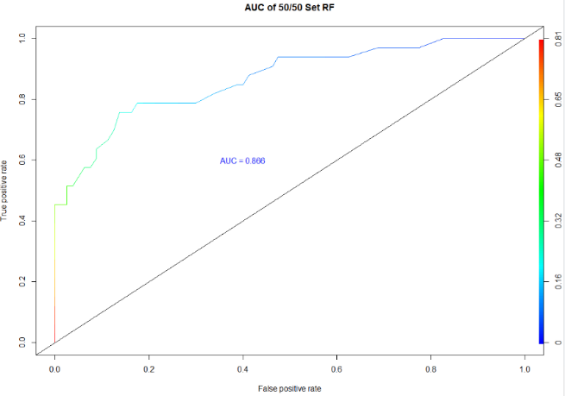 AUC of 50/50 Set RF
True positive rate
1.0
0.8
0.6
0.4
0.2
0.0
AUC = 0.866
0.81
0.65
0.48
0.32
0.16
0
0.0 0.2 0.4 0.6 0.8 1.0
False positive rate